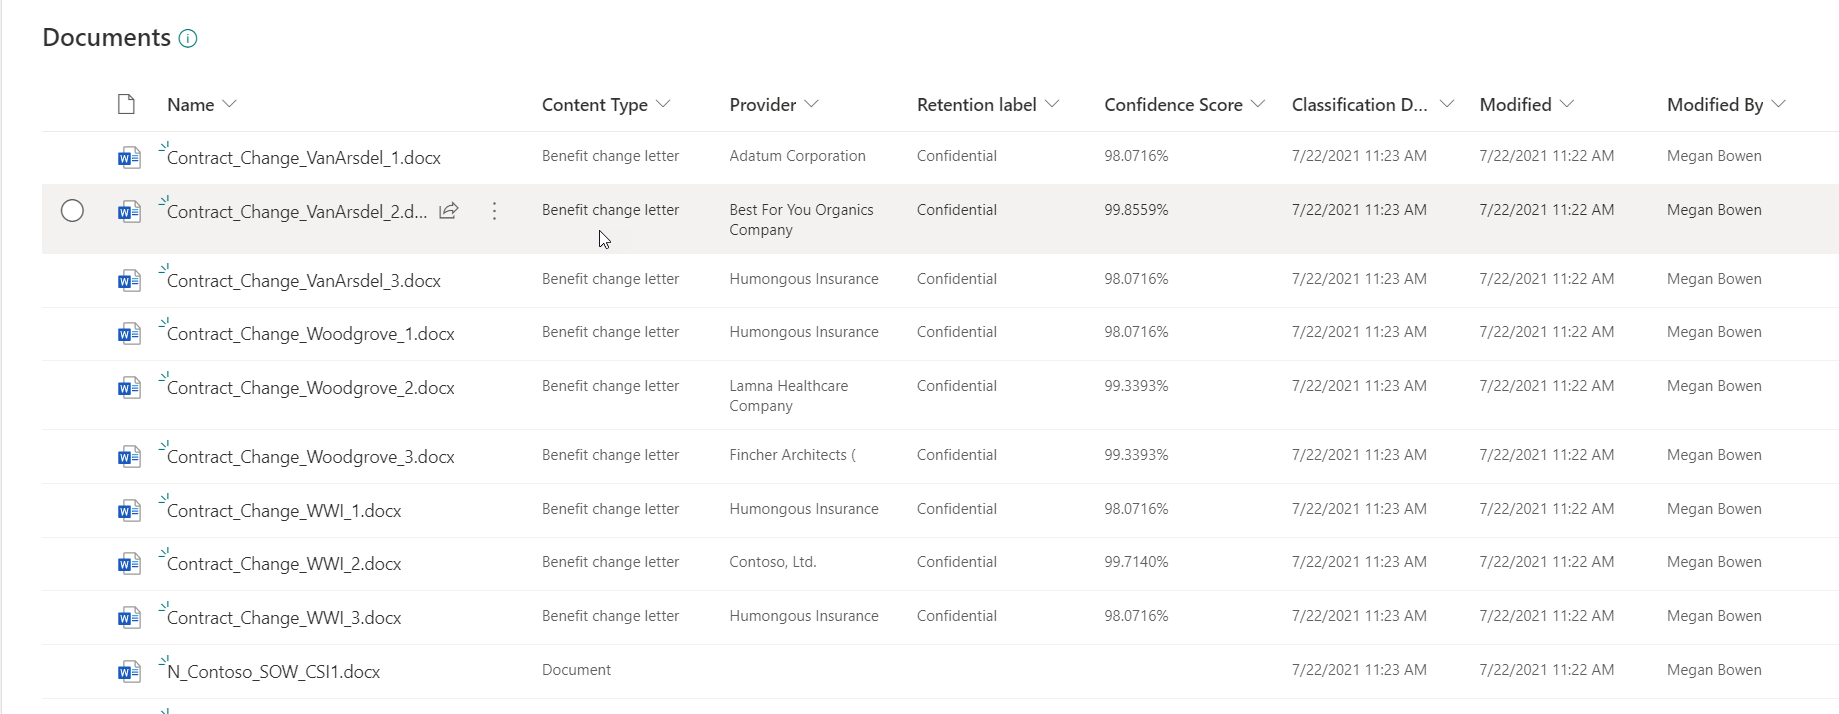 Documents
Name Content Type Provider Retention label Confidence Score Classification D... Modified Modified By
Contract_Change_VanArsdel_1.docx Benefit change letter Adatum Corporation Confidential 98.0716% 7/22/2021 11:23 AM 7/22/2021 11:22 AM Megan Bowen
Contract_Change_VanArsdel_2.d... Benefit change letter Best For You Organics Confidential 99.8559% 7/22/2021 11:23 AM 7/22/2021 11:22 AM Megan Bowen
Company
Contract_Change_VanArsdel_3.docx Benefit change letter Humongous Insurance Confidential 98.0716% 7/22/2021 11:23 AM 7/22/2021 11:22 AM Megan Bowen
Contract_Change_Woodgrove_1.docx Benefit change letter Humongous Insurance Confidential 98.0716% 7/22/2021 11:23 AM 7/22/2021 11:22 AM Megan Bowen
Contract_Change_Woodgrove_2.docx Benefit change letter Lamna Healthcare Confidential 99.3393% 7/22/2021 11:23 AM 7/22/2021 11:22 AM Megan Bowen
Company
Contract_Change_Woodgrove_3.docx Benefit change letter Fincher Architects ( Confidential 99.3393% 7/22/2021 11:23 AM 7/22/2021 11:22 AM Megan Bowen
Contract_Change_WWI_1.docx Benefit change letter Humongous Insurance Confidential 98.0716% 7/22/2021 11:23 AM 7/22/2021 11:22 AM Megan Bowen
Contract_Change_WWI_2.docx Benefit change letter Contoso, Ltd. Confidential 99.7140% 7/22/2021 11:23 AM 7/22/2021 11:22 AM Megan Bowen
Contract_Change_WWI_3.docx Benefit change letter Humongous Insurance Confidential 98.0716% 7/22/2021 11:23 AM 7/22/2021 11:22 AM Megan Bowen
N_Contoso_SOW_CSI1.docx Document 7/22/2021 11:23 AM 7/22/2021 11:22 AM Megan Bowen